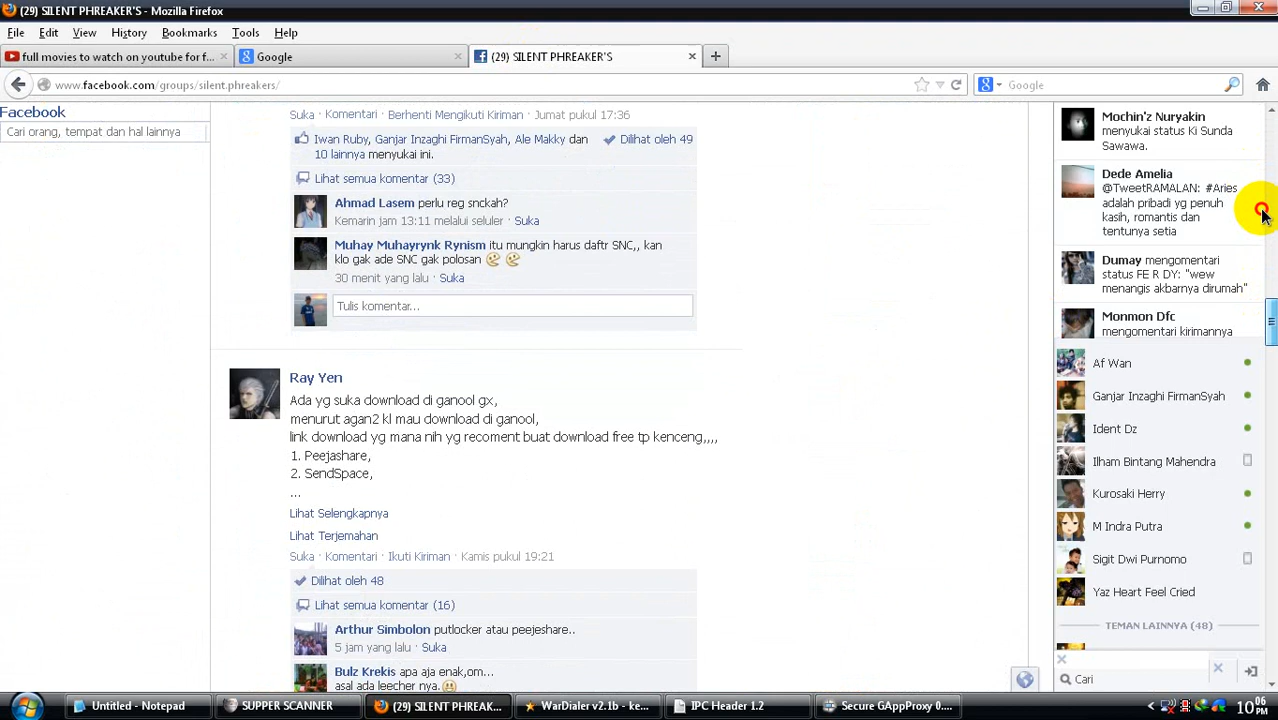 (29) SILENT PHREAKER'S - Mozilla Firefox
File Edit View History Bookmarks Tools Help
full movies to watch on youtube for f...
Google
(29) SILENT PHREAKER'S
www.facebook.com/groups/silent.phreakers/
Google
Facebook
Cari orang, tempat dan hal lainnya
Suka · Komentari · Berhenti Mengikuti Kiriman · Jumat pukul 17:36
Iwan Ruby, Ganjar Inzaghi FirmanSyah, Ale Makky dan
10 lainnya menyukai ini.
Dilihat oleh 49
Lihat semua komentar (33)
Ahmad Lasem perlu reg snckah?
Kemarin jam 13:11 melalui seluler · Suka
Muhay Muhayrynk Rynism itu mungkin harus daftr SNC,, kan
klo gak ade SNC gak polosan
30 menit yang lalu · Suka
Tulis komentar...
Ray Yen
Ada yg suka download di ganool gx,
menurut agan2 kl mau download di ganool,
link download yg mana nih yg recoment buat download free tp kenceng,,,,
1. Peejashare,
2. SendSpace,
...
Lihat Selengkapnya
Lihat Terjemahan
Suka · Komentari · Ikuti Kiriman · Kamis pukul 19:21
Dilihat oleh 48
Lihat semua komentar (16)
Arthur Simbolon putlocker atau peejeshare..
5 jam yang lalu · Suka
Bulz Krekis apa aja enak,om...
asal ada leecher nya.
Mochin'z Nuryakin
menyukai status Ki Sunda
Sawawa.
Dede Amelia
@TweetRAMALAN: #Aries
adalah pribadi yg penuh
kasih, romantis dan
tentunya setia
Dumay mengomentari
status FE R DY: "wew
menangis akbarnya dirumah"
Monmon Dfc
mengomentari kirimannya
Af Wan
Ganjar Inzaghi FirmanSyah
Ident Dz
Ilham Bintang Mahendra
Kurosaki Herry
M Indra Putra
Sigit Dwi Purnomo
Yaz Heart Feel Cried
TEMAN LAINNYA (48)
Cari
Untitled - Notepad
SUPPER SCANNER
(29) SILENT PHREAK...
WarDialer v2.1b - ke...
IPC Header 1.2
Secure GAppProxy 0....
10:06
PM